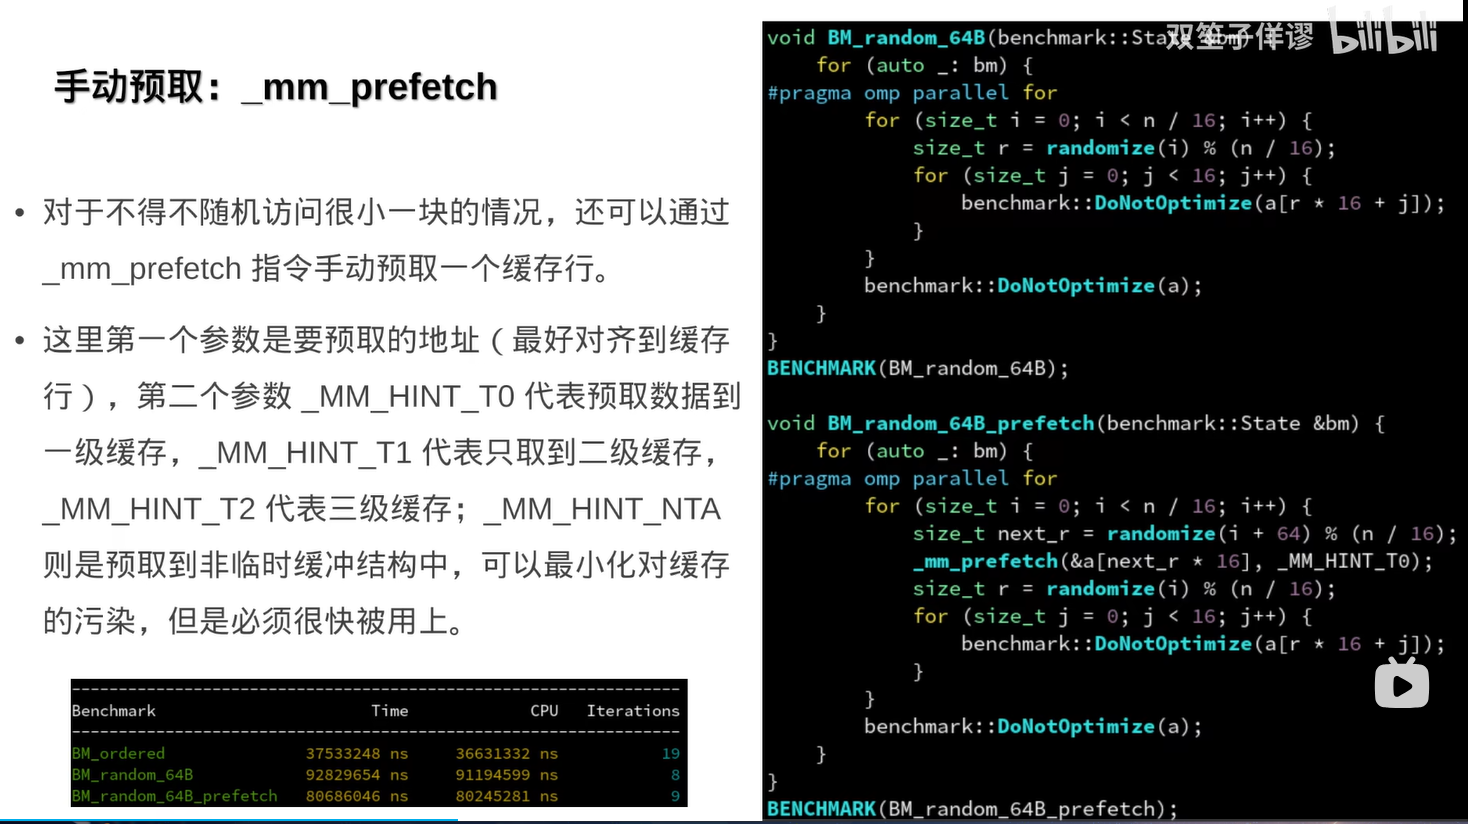 手动预取：_mm_prefetch
• 对于不得不随机访问很小一块的情况，还可以通过
_mm_prefetch 指令手动预取一个缓存行。
• 这里第一个参数是要预取的地址（最好对齐到缓存
行），第二个参数 _MM_HINT_T0 代表预取数据到
一级缓存，_MM_HINT_T1 代表只取到二级缓存，
_MM_HINT_T2 代表三级缓存；_MM_HINT_NTA
则是预取到非临时缓冲结构中，可以最小化对缓存
的污染，但是必须很快被用上。
Benchmark Time CPU Iterations
BM_ordered 37533248 ns 36631332 ns 19
BM_random_64B 92829654 ns 91194599 ns 8
BM_random_64B_prefetch 80686046 ns 80245281 ns 9
双笙子佯谬 bilibili
void BM_random_64B(benchmark::State &bm) {
    for (auto _: bm) {
#pragma omp parallel for
        for (size_t i = 0; i < n / 16; i++) {
            size_t r = randomize(i) % (n / 16);
            for (size_t j = 0; j < 16; j++) {
                benchmark::DoNotOptimize(a[r * 16 + j]);
            }
        }
        benchmark::DoNotOptimize(a);
    }
}
BENCHMARK(BM_random_64B);
void BM_random_64B_prefetch(benchmark::State &bm) {
    for (auto _: bm) {
#pragma omp parallel for
        for (size_t i = 0; i < n / 16; i++) {
            size_t next_r = randomize(i + 64) % (n / 16);
            _mm_prefetch(&a[next_r * 16], _MM_HINT_T0);
            size_t r = randomize(i) % (n / 16);
            for (size_t j = 0; j < 16; j++) {
                benchmark::DoNotOptimize(a[r * 16 + j]);
            }
        }
        benchmark::DoNotOptimize(a);
    }
}
BENCHMARK(BM_random_64B_prefetch);